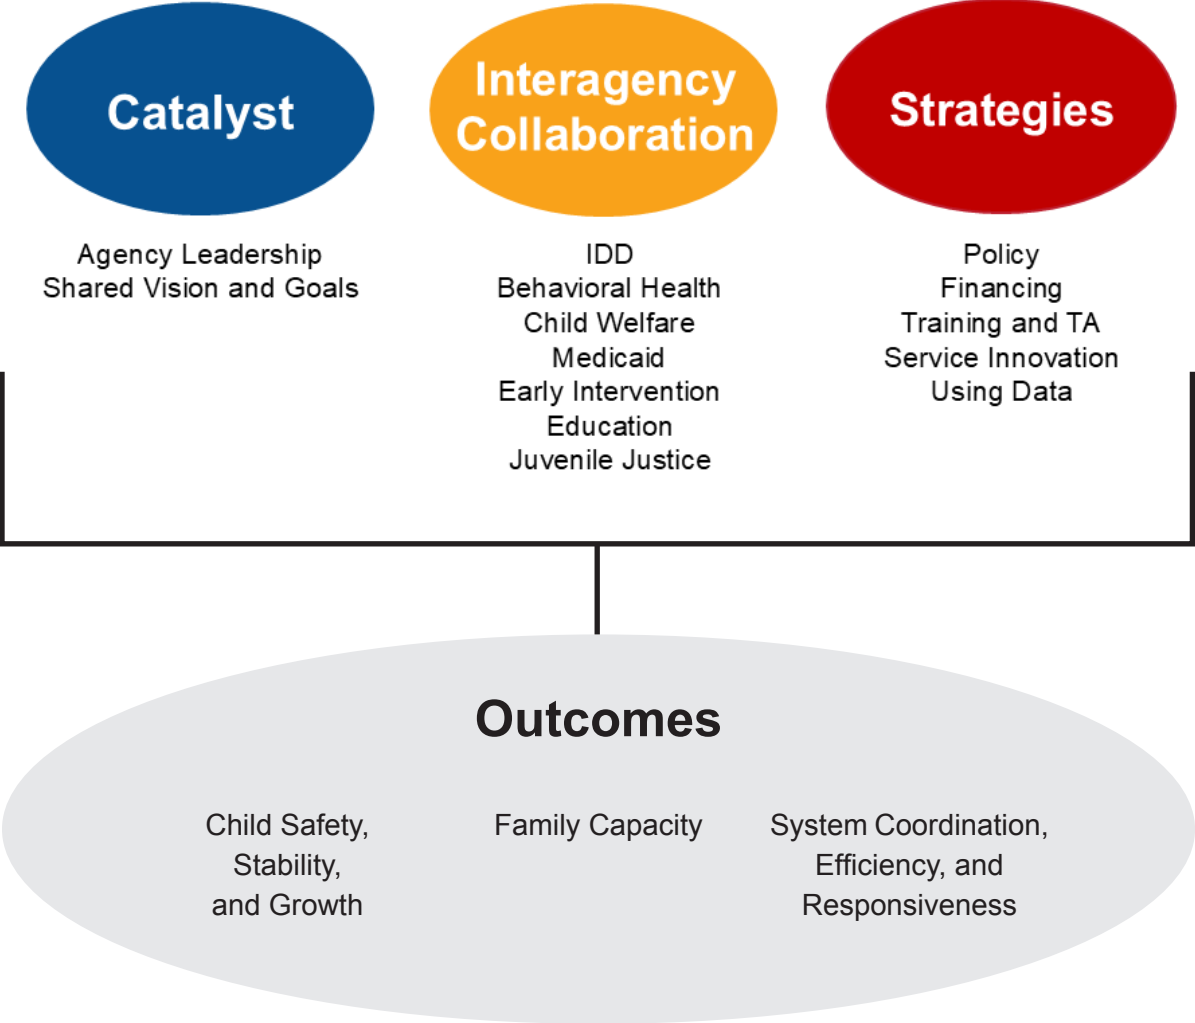 Catalyst
Agency Leadership
Shared Vision and Goals
Interagency
Collaboration
IDD
Behavioral Health
Child Welfare
Medicaid
Early Intervention
Education
Juvenile Justice
Strategies
Policy
Financing
Training and TA
Service Innovation
Using Data
Outcomes
Child Safety,
Stability,
and Growth
Family Capacity
System Coordination,
Efficiency, and
Responsiveness